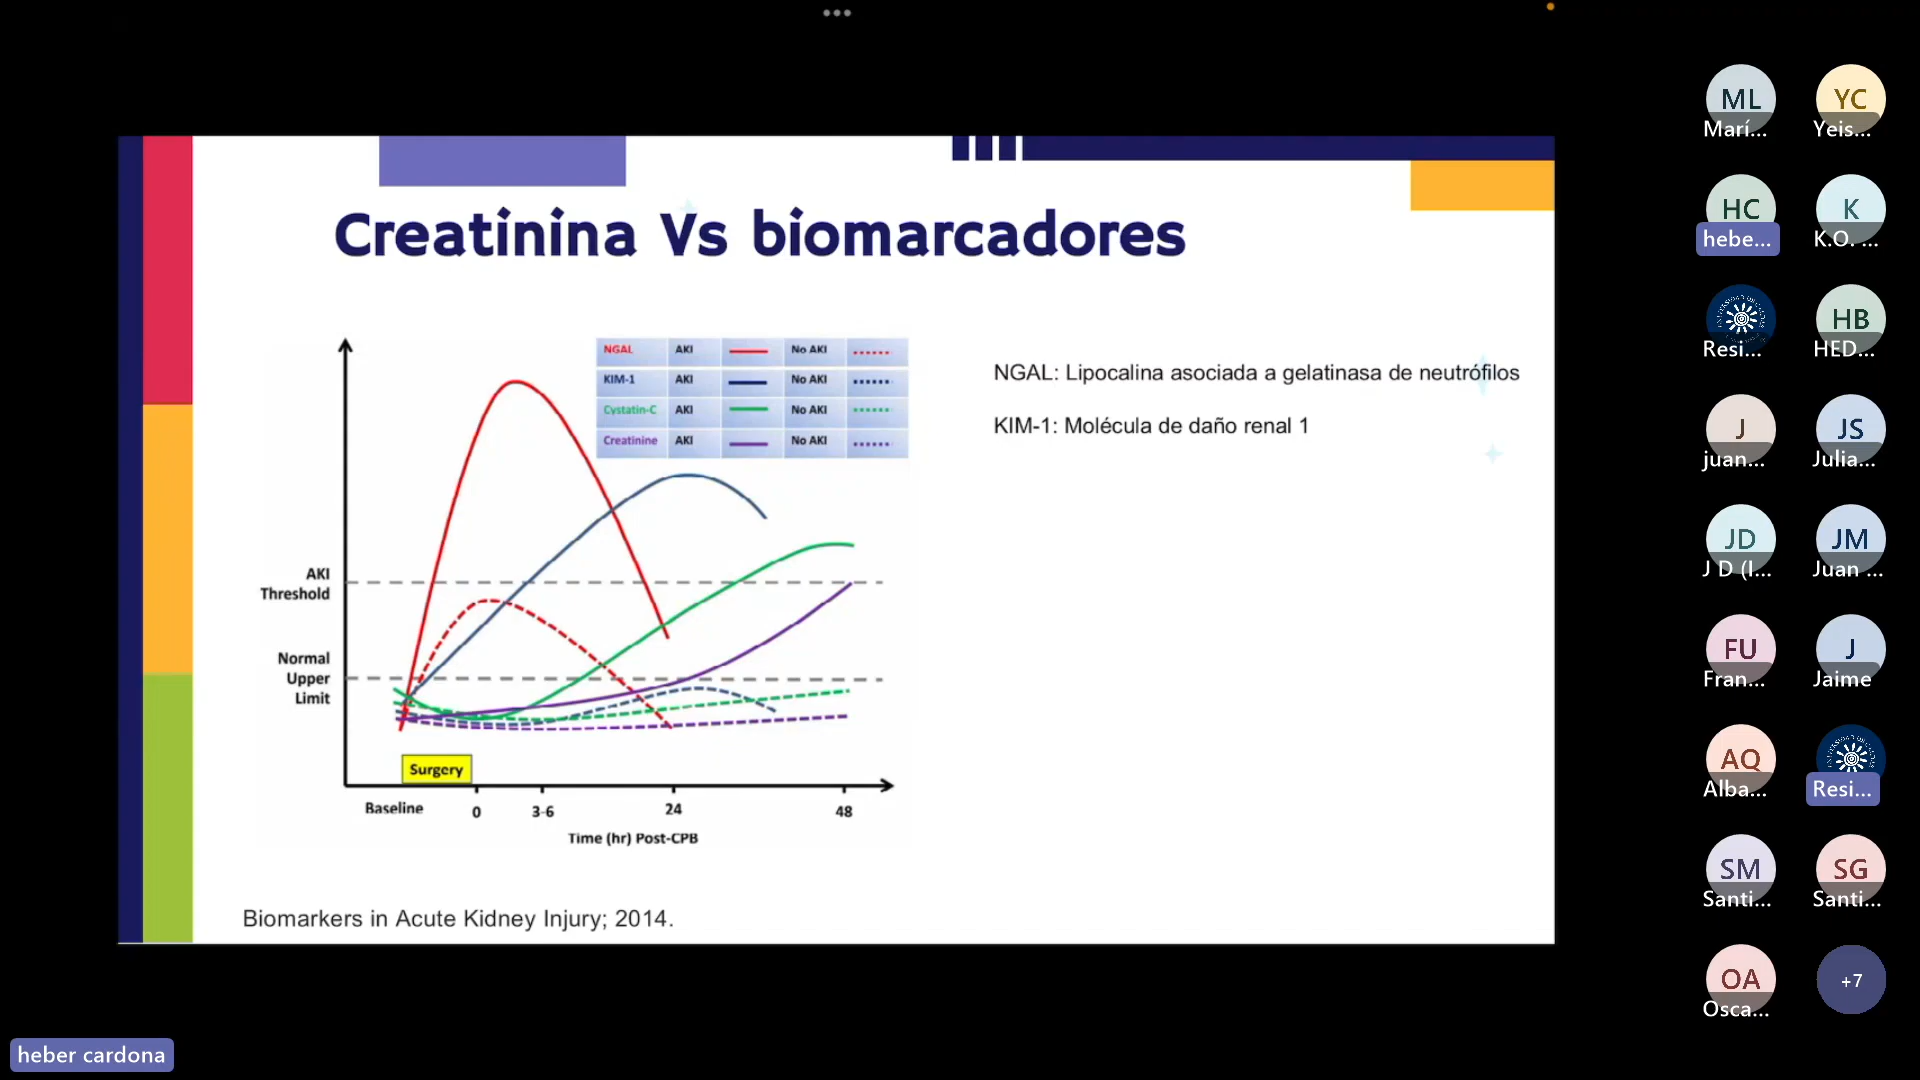 Creatinina Vs biomarcadores
NGAL AKI No AKI
KIM-1 AKI No AKI
Cystatin-C AKI No AKI
Creatinine AKI No AKI
AKI
Threshold
Normal
Upper
Limit
Surgery
Baseline 0 3-6 24 48
Time (hr) Post-CPB
NGAL: Lipocalina asociada a gelatinasa de neutrófilos
KIM-1: Molécula de daño renal 1
Biomarkers in Acute Kidney Injury; 2014.
ML YC
Marí... Yeis...
HC K
hebe... K.O. ...
HB
Resi... HED...
J JS
juan... Julia...
JD JM
J D (I... Juan ...
FU J
Fran... Jaime
AQ
Alba... Resi...
SM SG
Santi... Santi...
OA +7
Osca...
heber cardona